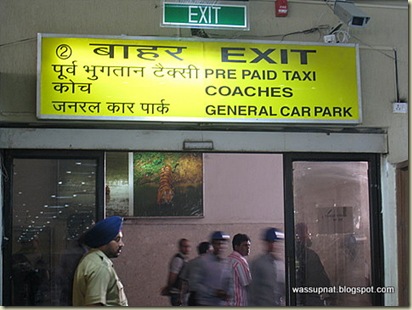 EXIT
② बाहर EXIT
पूर्व भुगतान टैक्सी PRE PAID TAXI
कोच COACHES
जनरल कार पार्क GENERAL CAR PARK
wassupnat.blogspot.com